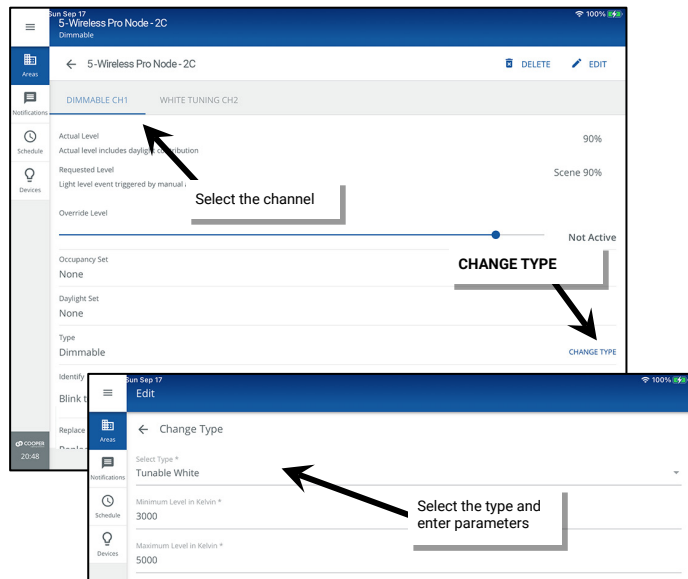 Sun Sep 17
100%
5-Wireless Pro Node - 2C
Dimmable
5-Wireless Pro Node - 2C
DELETE
EDIT
Areas
Notifications
Schedule
Devices
DIMMABLE CH1
WHITE TUNING CH2
Actual Level
Actual level includes daylight contribution
90%
Requested Level
Light level event triggered by manual
Scene 90%
Select the channel
Override Level
Not Active
Occupancy Set
None
CHANGE TYPE
Daylight Set
None
Type
Dimmable
CHANGE TYPE
Identify
Blink t
Replace
COOPER
20:48
Sun Sep 17
100%
Edit
Areas
Notifications
Schedule
Devices
Change Type
Select Type *
Tunable White
Minimum Level in Kelvin *
3000
Maximum Level in Kelvin *
5000
Select the type and
enter parameters